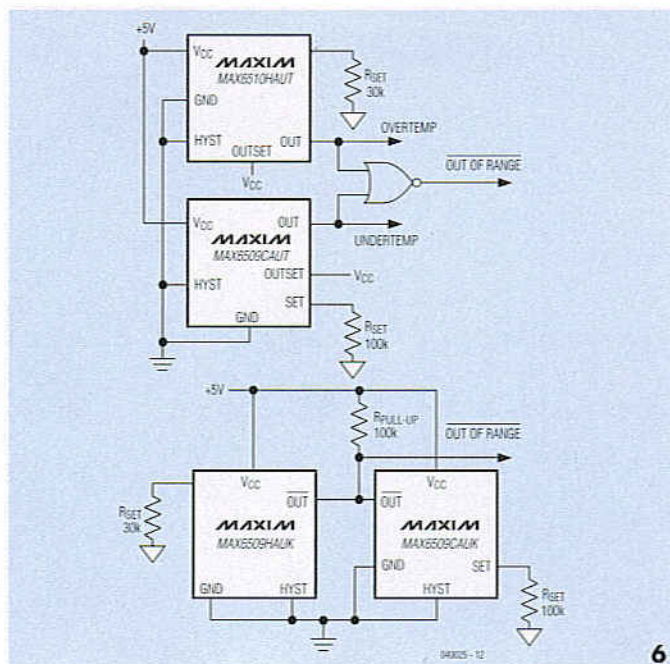 +5V
VCC
MAXIM
MAX6510HAUT
RSET
30k
GND
HYST
OUT
OVERTEMP
OUTSET
VCC
OUT OF RANGE
VCC
MAXIM
MAX6509CAUT
OUT
UNDERTEMP
OUTSET
VCC
HYST
SET
GND
RSET
100k
+5V
RPULL-UP
100k
OUT OF RANGE
VCC
OUT
MAXIM
MAX6509HAUK
RSET
30k
GND
HYST
VCC
OUT
MAXIM
MAX6509CAUK
GND
SET
HYST
RSET
100k
040025 - 12
6